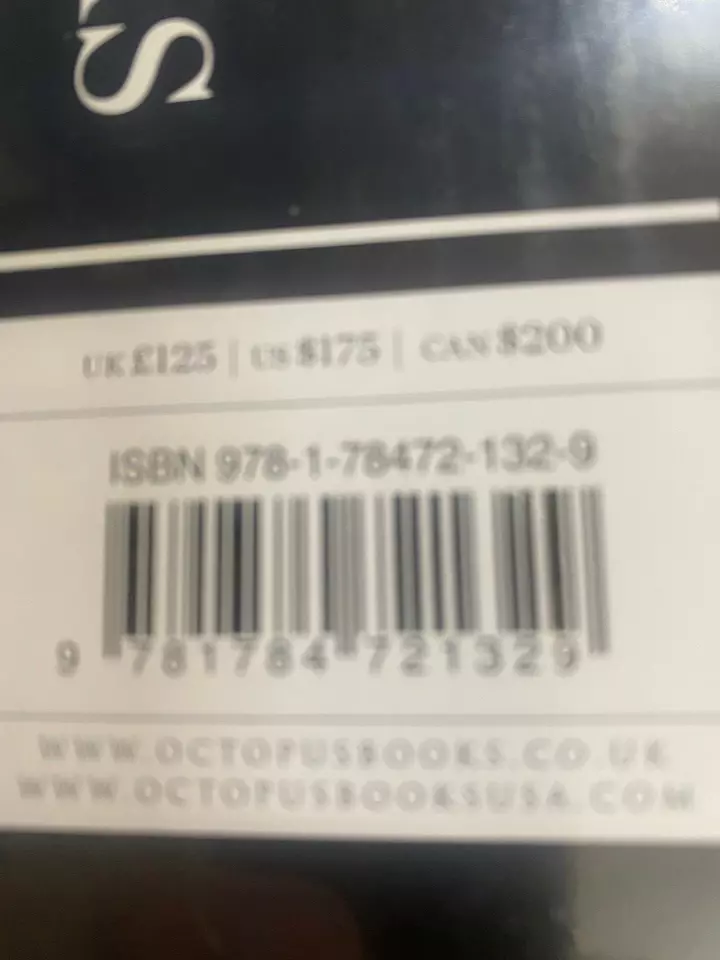 S
UK £125 | US $175 | CAN $200
ISBN 978-1-78472-132-9
9 781784 721329
WWW.OCTOPUSBOOKS.CO.UK
WWW.OCTOPUSBOOKSUSA.COM